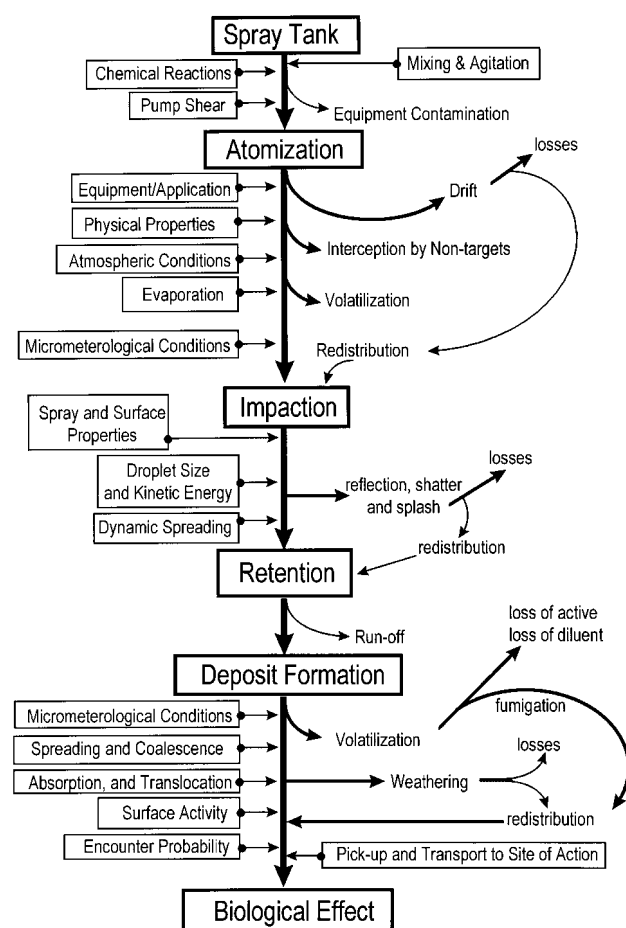 Spray Tank
Chemical Reactions
Mixing & Agitation
Pump Shear
Equipment Contamination
Atomization
losses
Equipment/Application
Drift
Physical Properties
Interception by Non-targets
Atmospheric Conditions
Evaporation
Volatilization
Micrometerological Conditions
Redistribution
Impaction
Spray and Surface
Properties
Droplet Size
and Kinetic Energy
reflection, shatter
and splash
losses
Dynamic Spreading
redistribution
Retention
Run-off
loss of active
loss of diluent
Deposit Formation
fumigation
Micrometerological Conditions
Volatilization
Spreading and Coalescence
losses
Absorption, and Translocation
Weathering
Surface Activity
redistribution
Encounter Probability
Pick-up and Transport to Site of Action
Biological Effect